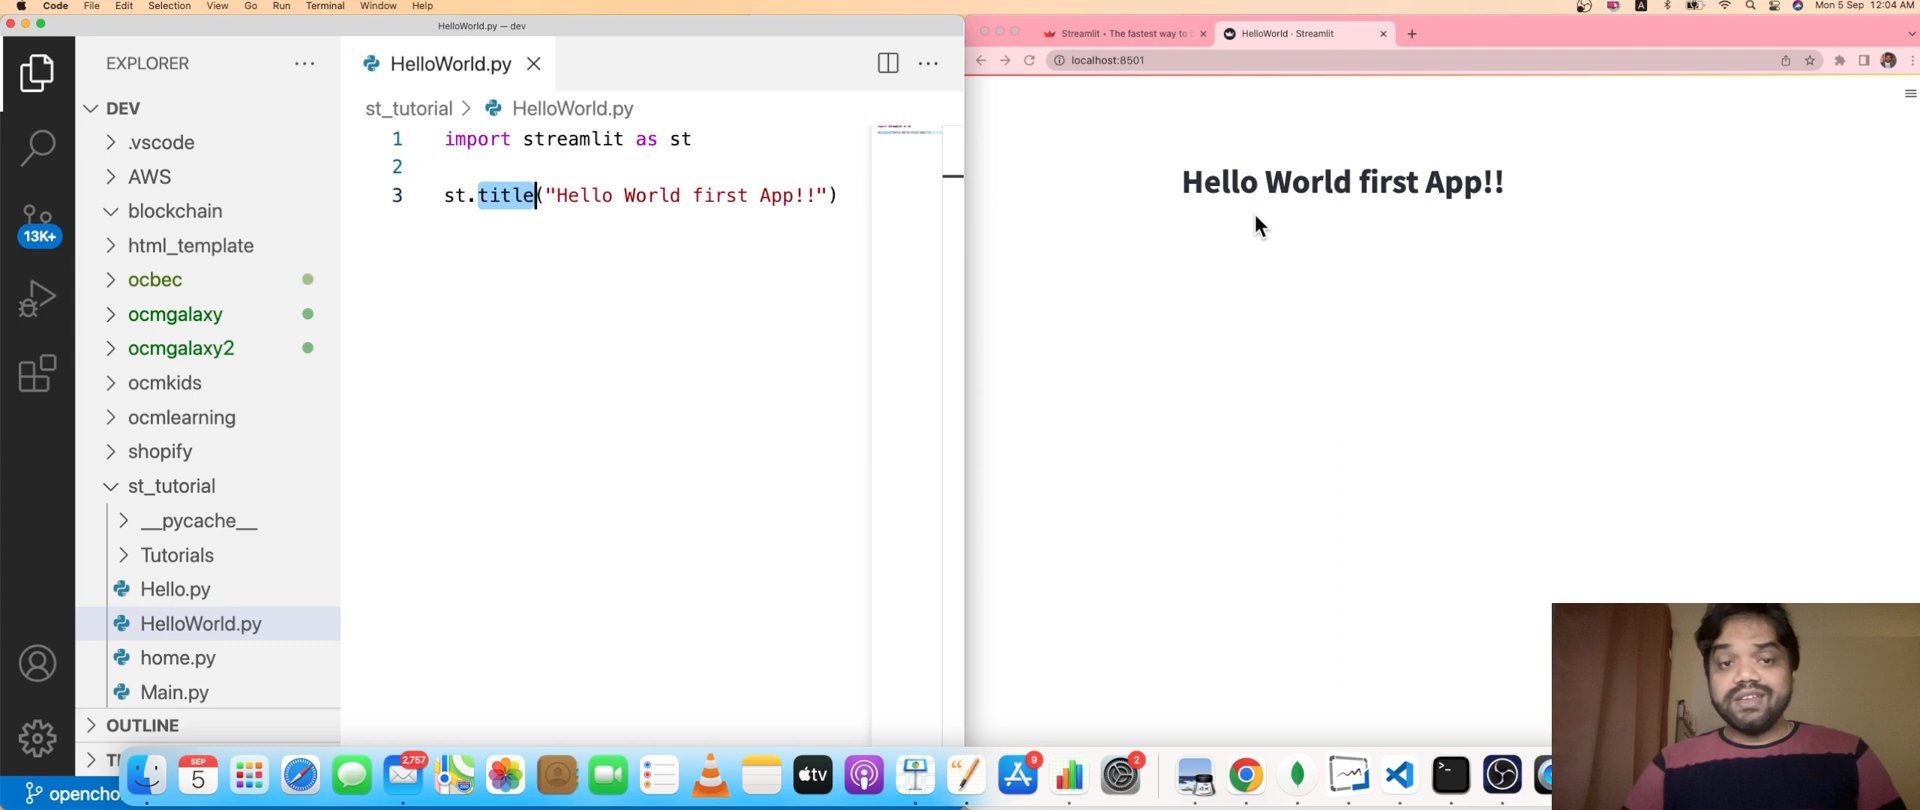 Code File Edit Selection View Go Run Terminal Window Help
A
Mon 5 Sep 12:04 AM
HelloWorld.py — dev
EXPLORER ...
DEV
.vscode
AWS
blockchain
html_template
ocbec
ocmgalaxy
ocmgalaxy2
ocmkids
ocmlearning
shopify
st_tutorial
__pycache__
Tutorials
Hello.py
HelloWorld.py
home.py
Main.py
OUTLINE
13K+
HelloWorld.py
st_tutorial > HelloWorld.py
1 import streamlit as st
2
3 st.title("Hello World first App!!")
Streamlit • The fastest way to
HelloWorld · Streamlit
localhost:8501
Hello World first App!!
opencho
SEP
5
2,757
tv
9
2